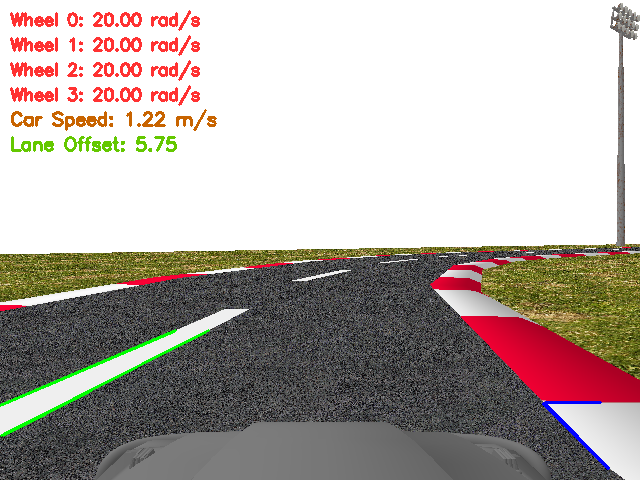 Wheel 0: 20.00 rad/s
Wheel 1: 20.00 rad/s
Wheel 2: 20.00 rad/s
Wheel 3: 20.00 rad/s
Car Speed: 1.22 m/s
Lane Offset: 5.75